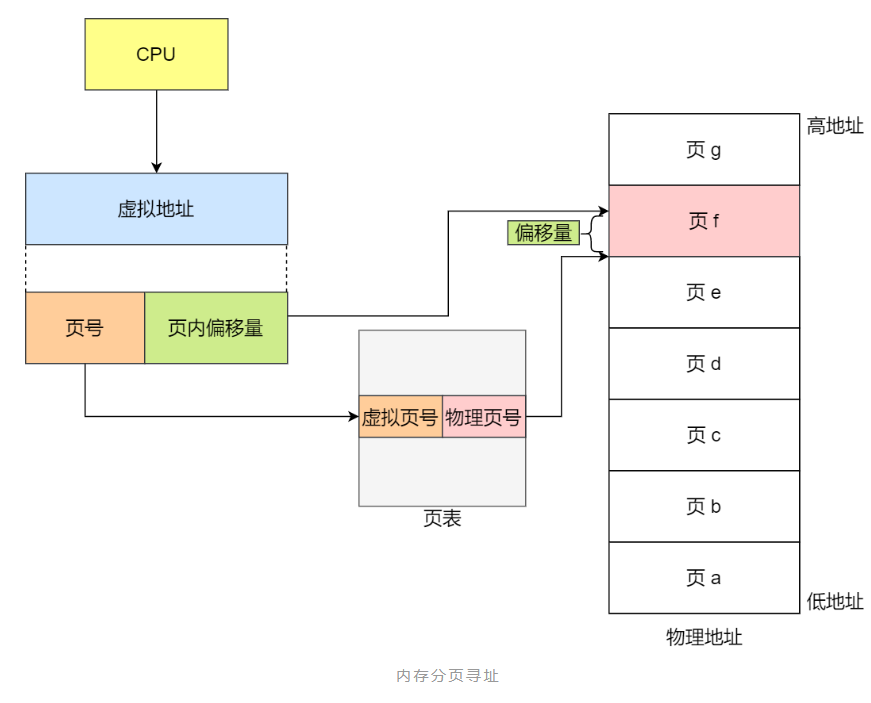 CPU
虚拟地址
页号
页内偏移量
虚拟页号
物理页号
页表
偏移量
高地址
页 g
页 f
页 e
页 d
页 c
页 b
页 a
低地址
物理地址
内存分页寻址